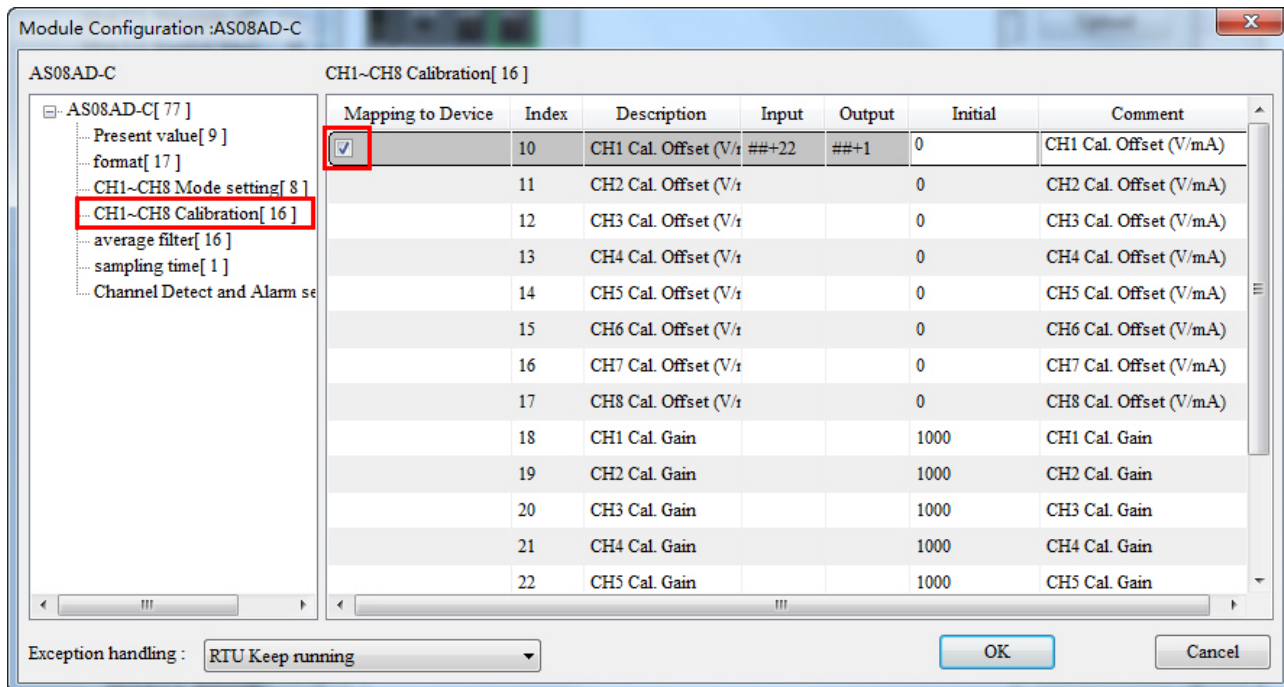 Module Configuration :AS08AD-C
AS08AD-C
CH1~CH8 Calibration[ 16 ]
AS08AD-C[ 77 ]
Present value[ 9 ]
format[ 17 ]
CH1~CH8 Mode setting[ 8 ]
CH1~CH8 Calibration[ 16 ]
average filter[ 16 ]
sampling time[ 1 ]
Channel Detect and Alarm se
Mapping to Device Index Description Input Output Initial Comment
10 CH1 Cal. Offset (V/ ##+22 ##+1 0 CH1 Cal. Offset (V/mA)
11 CH2 Cal. Offset (V/ 0 CH2 Cal. Offset (V/mA)
12 CH3 Cal. Offset (V/ 0 CH3 Cal. Offset (V/mA)
13 CH4 Cal. Offset (V/ 0 CH4 Cal. Offset (V/mA)
14 CH5 Cal. Offset (V/ 0 CH5 Cal. Offset (V/mA)
15 CH6 Cal. Offset (V/ 0 CH6 Cal. Offset (V/mA)
16 CH7 Cal. Offset (V/ 0 CH7 Cal. Offset (V/mA)
17 CH8 Cal. Offset (V/ 0 CH8 Cal. Offset (V/mA)
18 CH1 Cal. Gain 1000 CH1 Cal. Gain
19 CH2 Cal. Gain 1000 CH2 Cal. Gain
20 CH3 Cal. Gain 1000 CH3 Cal. Gain
21 CH4 Cal. Gain 1000 CH4 Cal. Gain
22 CH5 Cal. Gain 1000 CH5 Cal. Gain
Exception handling : RTU Keep running
OK
Cancel